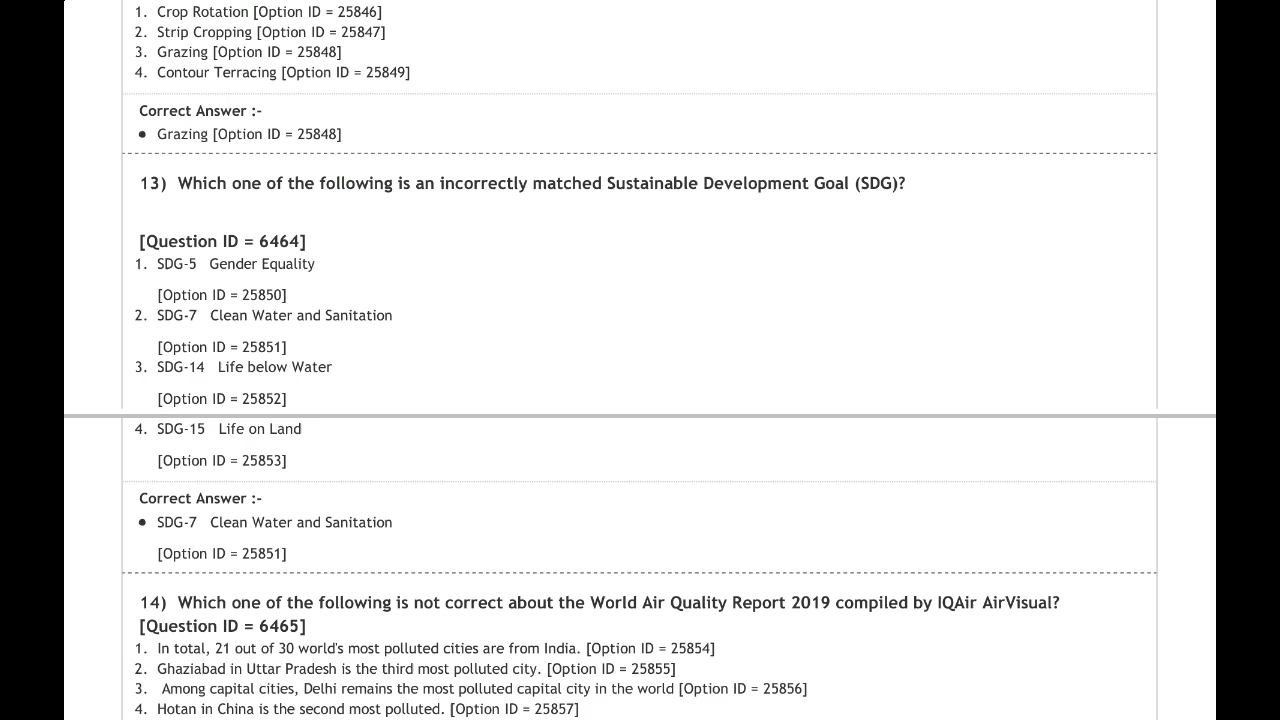 1. Crop Rotation [Option ID = 25846]
2. Strip Cropping [Option ID = 25847]
3. Grazing [Option ID = 25848]
4. Contour Terracing [Option ID = 25849]
Correct Answer :-
● Grazing [Option ID = 25848]
13) Which one of the following is an incorrectly matched Sustainable Development Goal (SDG)?
[Question ID = 6464]
1. SDG-5 Gender Equality
[Option ID = 25850]
2. SDG-7 Clean Water and Sanitation
[Option ID = 25851]
3. SDG-14 Life below Water
[Option ID = 25852]
4. SDG-15 Life on Land
[Option ID = 25853]
Correct Answer :-
● SDG-7 Clean Water and Sanitation
[Option ID = 25851]
14) Which one of the following is not correct about the World Air Quality Report 2019 compiled by IQAir AirVisual?
[Question ID = 6465]
1. In total, 21 out of 30 world's most polluted cities are from India. [Option ID = 25854]
2. Ghaziabad in Uttar Pradesh is the third most polluted city. [Option ID = 25855]
3. Among capital cities, Delhi remains the most polluted capital city in the world [Option ID = 25856]
4. Hotan in China is the second most polluted. [Option ID = 25857]